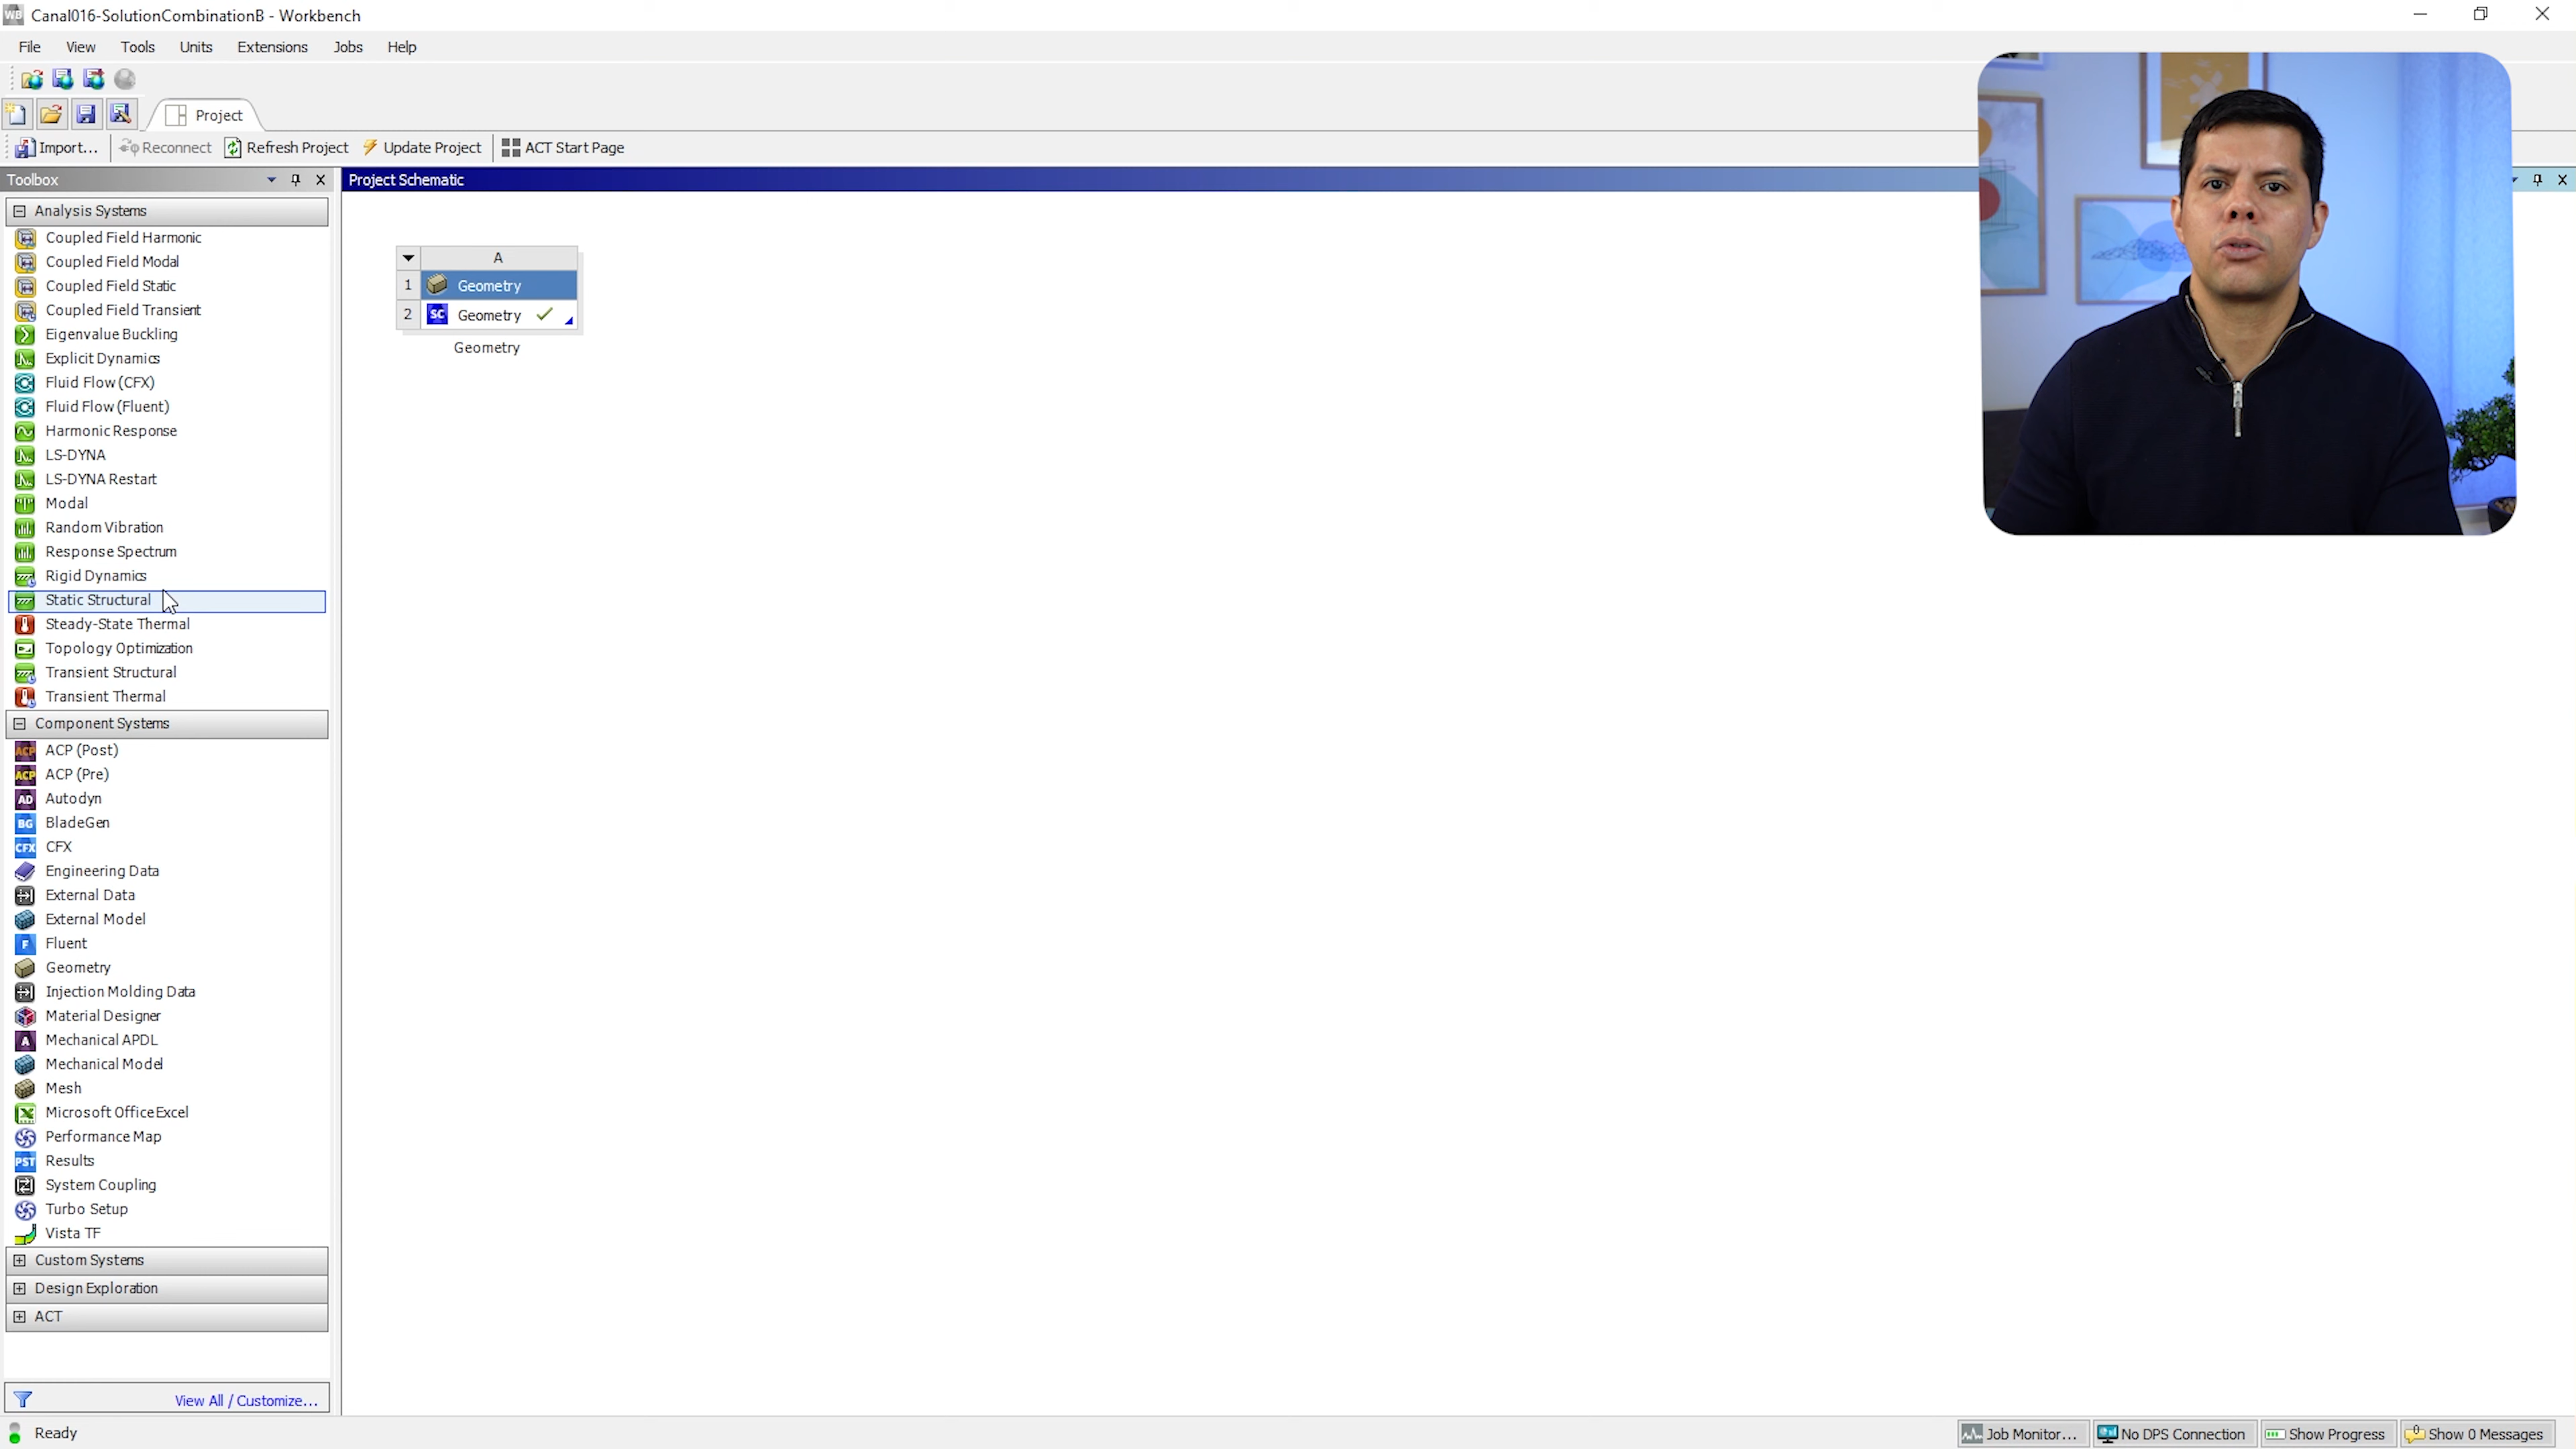 WB Canal016-SolutionCombinationB - Workbench
File View Tools Units Extensions Jobs Help
Project
Import... Reconnect Refresh Project Update Project ACT Start Page
Toolbox
Project Schematic
Analysis Systems
Coupled Field Harmonic
Coupled Field Modal
Coupled Field Static
Coupled Field Transient
Eigenvalue Buckling
Explicit Dynamics
Fluid Flow (CFX)
Fluid Flow (Fluent)
Harmonic Response
LS-DYNA
LS-DYNA Restart
Modal
Random Vibration
Response Spectrum
Rigid Dynamics
Static Structural
Steady-State Thermal
Topology Optimization
Transient Structural
Transient Thermal
Component Systems
ACP ACP (Post)
ACP ACP (Pre)
AD Autodyn
BG BladeGen
CFX CFX
Engineering Data
External Data
External Model
F Fluent
Geometry
Injection Molding Data
Material Designer
A Mechanical APDL
Mechanical Model
Mesh
Microsoft Office Excel
Performance Map
PST Results
System Coupling
Turbo Setup
Vista TF
Custom Systems
Design Exploration
ACT
View All / Customize...
A
1 Geometry
2 SC Geometry
Geometry
Ready
Job Monitor... No DPS Connection Show Progress Show 0 Messages